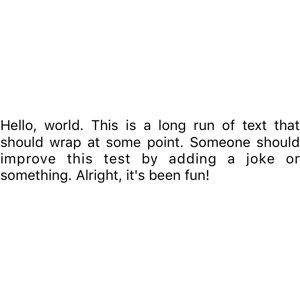 Hello, world. This is a long run of text that
should wrap at some point. Someone should
improve this test by adding a joke or
something. Alright, it's been fun!